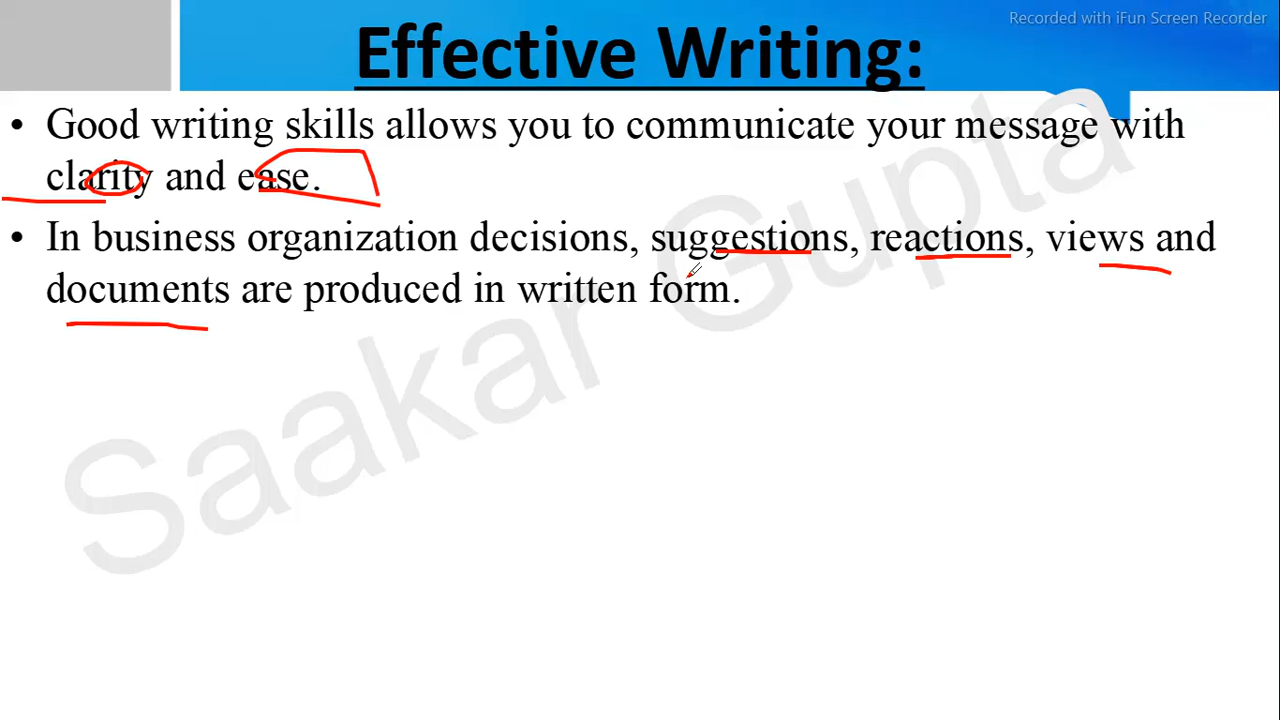 Recorded with iFun Screen Recorder
Effective Writing:
• Good writing skills allows you to communicate your message with
clarity and ease.
• In business organization decisions, suggestions, reactions, views and
documents are produced in written form.
Saakar Gupta